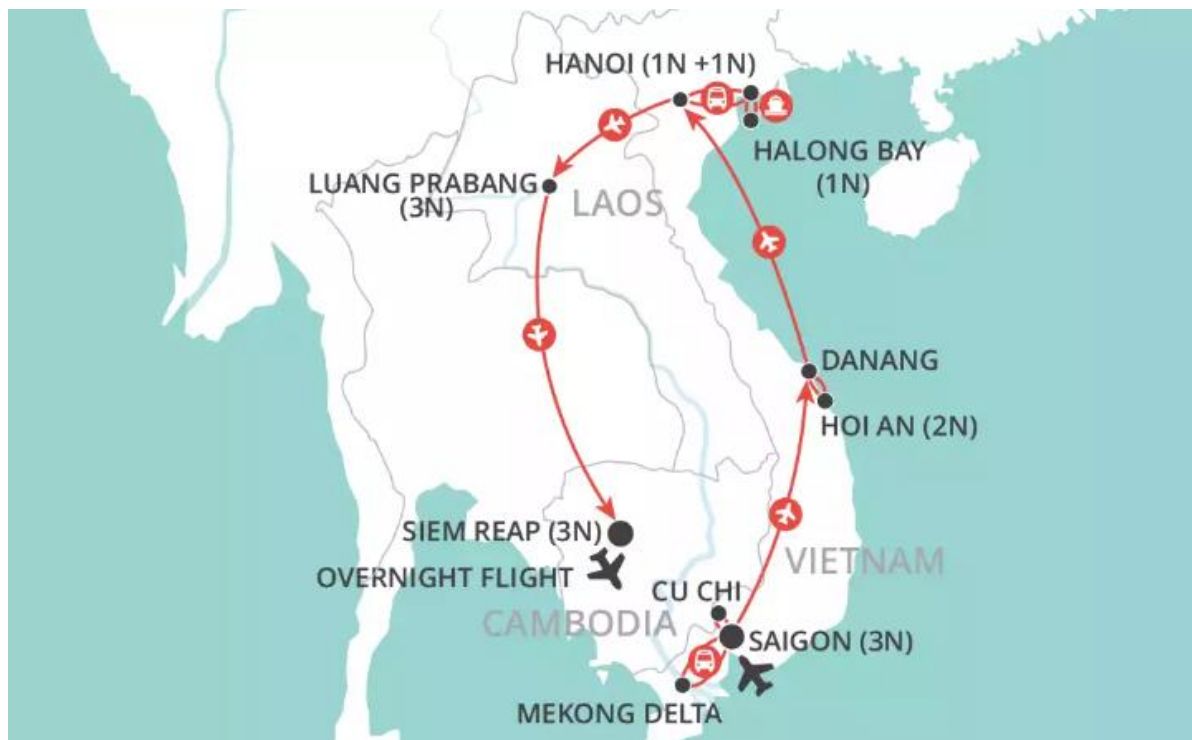 HANOI (1N +1N)
HALONG BAY
(1N)
LUANG PRABANG
(3N)
LAOS
DANANG
HOI AN (2N)
SIEM REAP (3N)
OVERNIGHT FLIGHT
VIETNAM
CU CHI
CAMBODIA
SAIGON (3N)
MEKONG DELTA